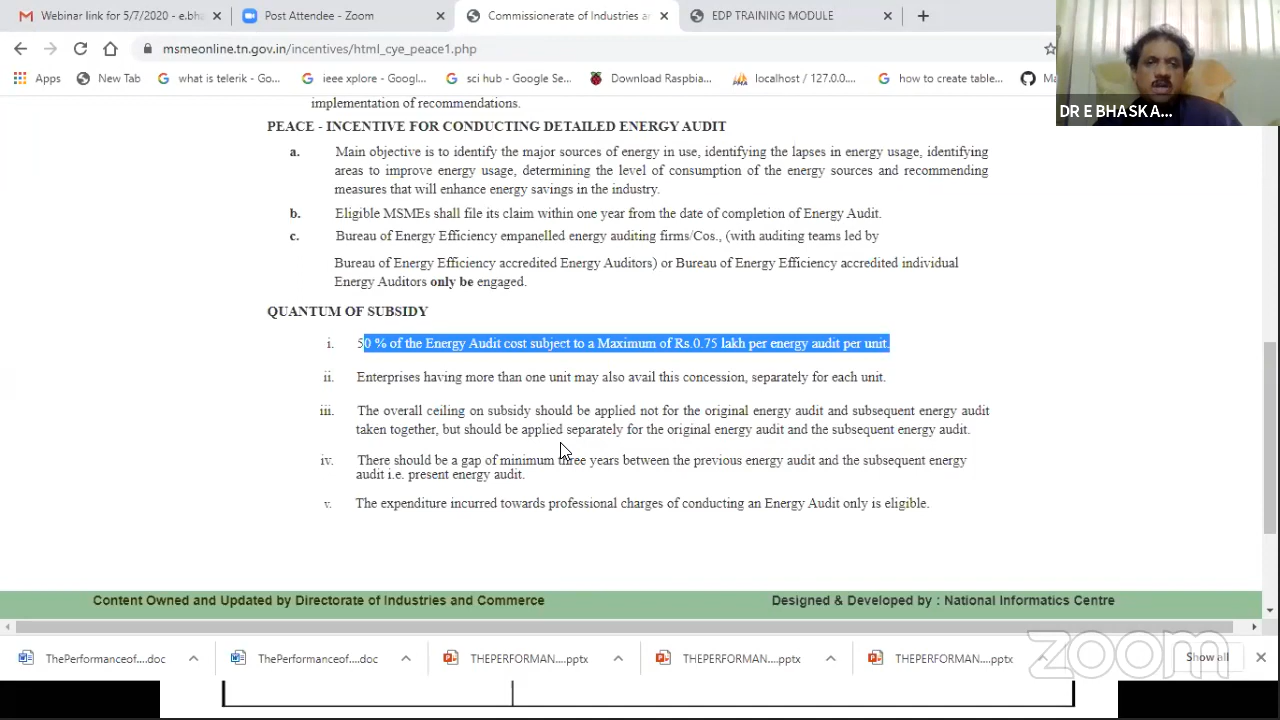 Webinar link for 5/7/2020 - e.bha
Post Attendee - Zoom
Commissionerate of Industries ar
EDP TRAINING MODULE
msmeonline.tn.gov.in/incentives/html_cye_peace1.php
Apps
New Tab
what is telerik - Go...
ieee xplore - Googl...
sci hub - Google Se...
Download Raspbia...
localhost / 127.0.0....
how to create table...
Ma
DR E BHASKA...
implementation of recommendations.
PEACE - INCENTIVE FOR CONDUCTING DETAILED ENERGY AUDIT
a. Main objective is to identify the major sources of energy in use, identifying the lapses in energy usage, identifying
areas to improve energy usage, determining the level of consumption of the energy sources and recommending
measures that will enhance energy savings in the industry.
b. Eligible MSMEs shall file its claim within one year from the date of completion of Energy Audit.
c. Bureau of Energy Efficiency empanelled energy auditing firms/Cos., (with auditing teams led by
Bureau of Energy Efficiency accredited Energy Auditors) or Bureau of Energy Efficiency accredited individual
Energy Auditors only be engaged.
QUANTUM OF SUBSIDY
i. 50 % of the Energy Audit cost subject to a Maximum of Rs.0.75 lakh per energy audit per unit.
ii. Enterprises having more than one unit may also avail this concession, separately for each unit.
iii. The overall ceiling on subsidy should be applied not for the original energy audit and subsequent energy audit
taken together, but should be applied separately for the original energy audit and the subsequent energy audit.
iv. There should be a gap of minimum three years between the previous energy audit and the subsequent energy
audit i.e. present energy audit.
v. The expenditure incurred towards professional charges of conducting an Energy Audit only is eligible.
Content Owned and Updated by Directorate of Industries and Commerce
Designed & Developed by : National Informatics Centre
ThePerformanceof....doc
ThePerformanceof....doc
THEPERFORMAN....pptx
THEPERFORMAN....pptx
THEPERFORMAN....pptx
Show all
zoom